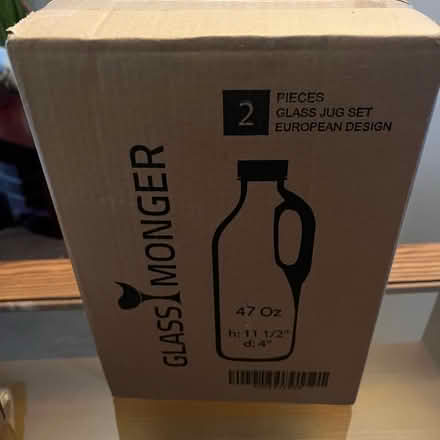 2
PIECES
GLASS JUG SET
EUROPEAN DESIGN
GLASS MONGER
47 Oz
h: 11 1/2"
d: 4"